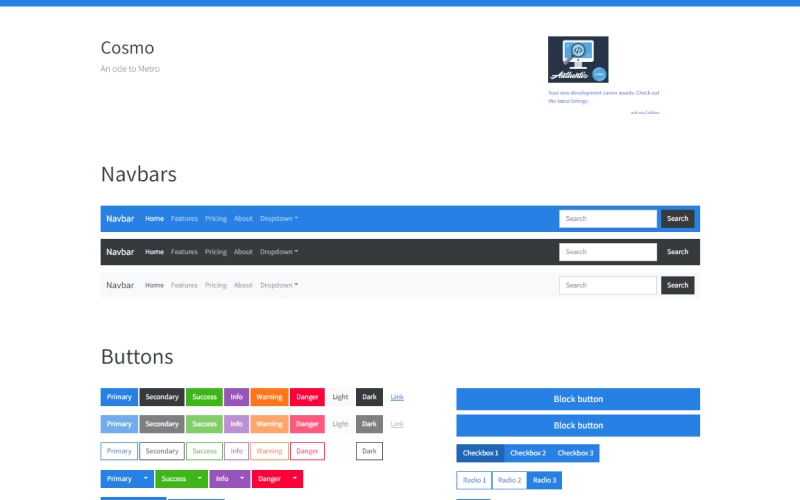 Cosmo
An ode to Metro
Authentic
Your new development career awaits. Check out
the latest listings.
ads via Carbon
Navbars
Navbar Home Features Pricing About Dropdown Search Search
Navbar Home Features Pricing About Dropdown Search Search
Navbar Home Features Pricing About Dropdown Search Search
Buttons
Primary Secondary Success Info Warning Danger Light Dark Link
Primary Secondary Success Info Warning Danger Light Dark Link
Primary Secondary Success Info Warning Danger Dark
Primary Success Info Danger
Block button
Block button
Checkbox 1 Checkbox 2 Checkbox 3
Radio 1 Radio 2 Radio 3